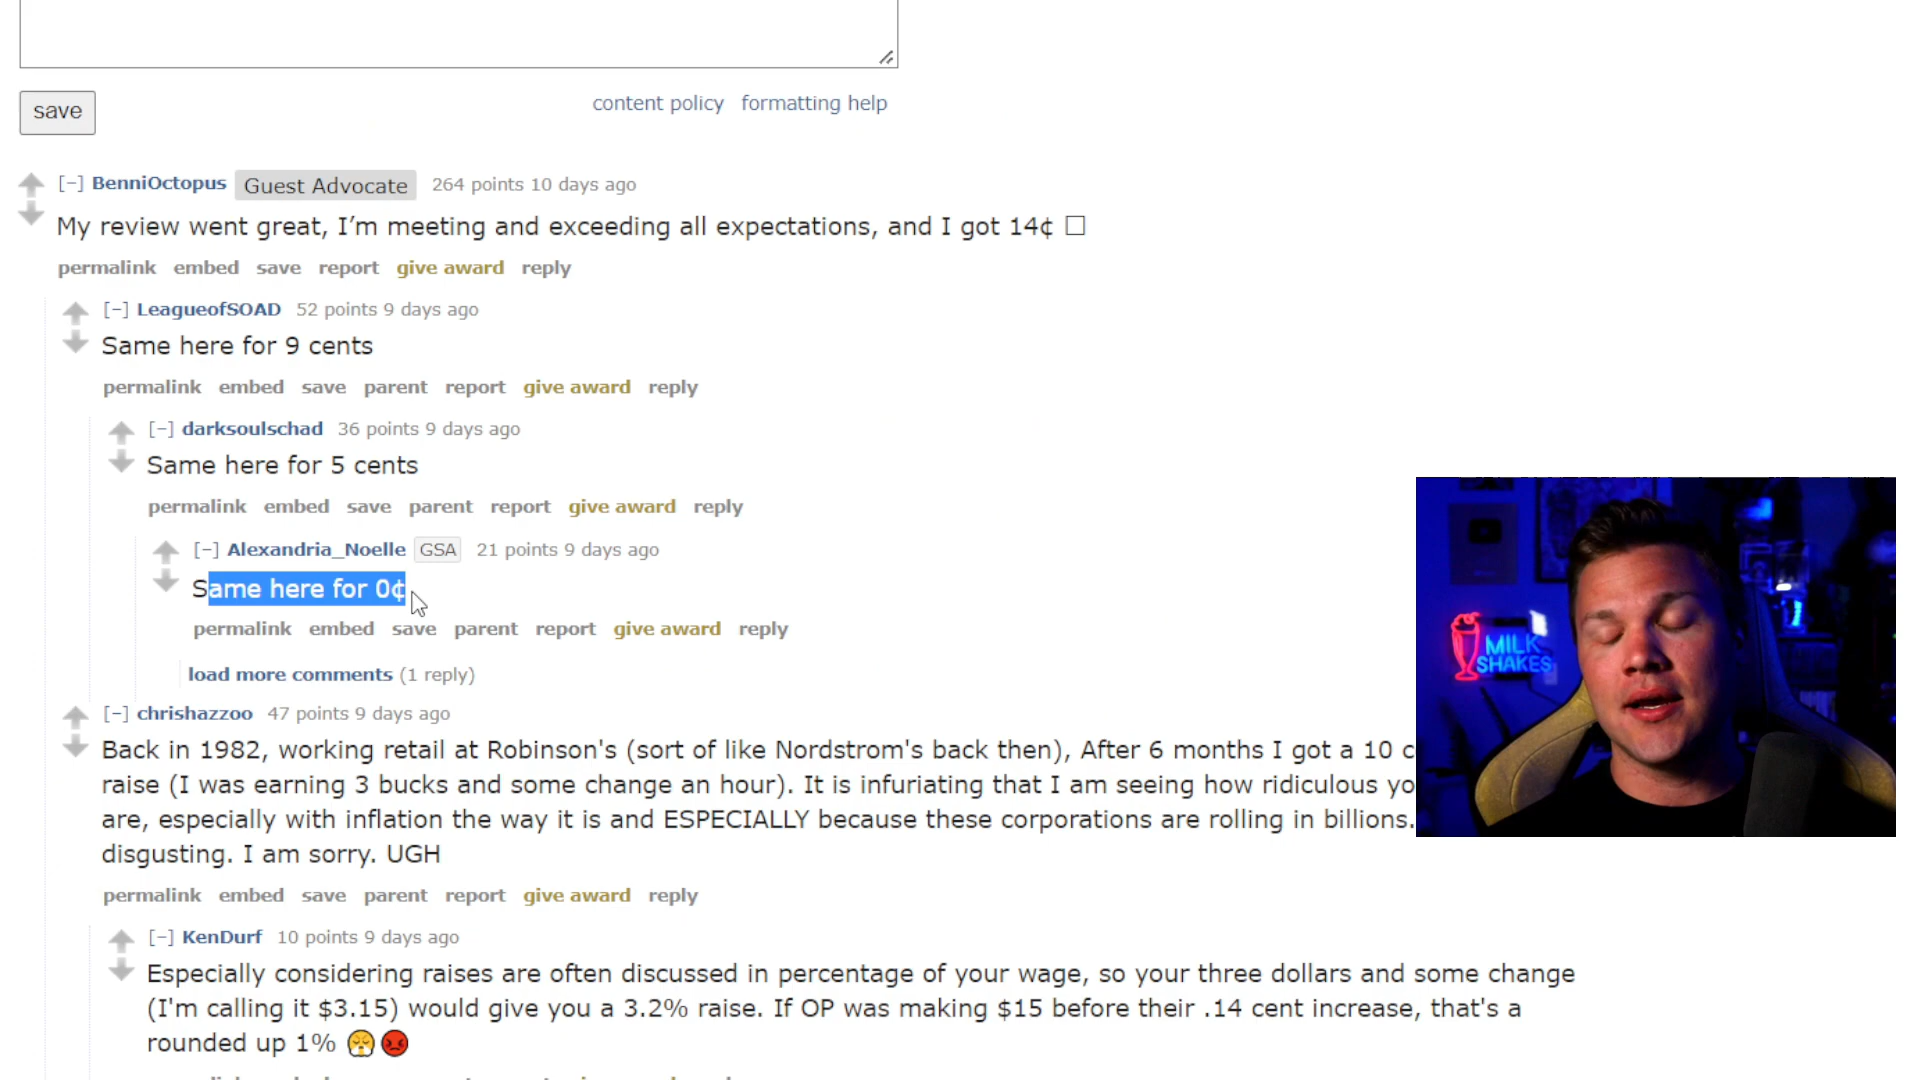 save
content policy formatting help
[–] BenniOctopus Guest Advocate 264 points 10 days ago
My review went great, I’m meeting and exceeding all expectations, and I got 14¢ □
permalink embed save report give award reply
[–] LeagueofSOAD 52 points 9 days ago
Same here for 9 cents
permalink embed save parent report give award reply
[–] darksoulschad 36 points 9 days ago
Same here for 5 cents
permalink embed save parent report give award reply
[–] Alexandria_Noelle GSA 21 points 9 days ago
Same here for 0¢
permalink embed save parent report give award reply
load more comments (1 reply)
[–] chrishazzoo 47 points 9 days ago
Back in 1982, working retail at Robinson's (sort of like Nordstrom's back then), After 6 months I got a 10 c
raise (I was earning 3 bucks and some change an hour). It is infuriating that I am seeing how ridiculous yo
are, especially with inflation the way it is and ESPECIALLY because these corporations are rolling in billions.
disgusting. I am sorry. UGH
permalink embed save parent report give award reply
MILK
SHAKES
[–] KenDurf 10 points 9 days ago
Especially considering raises are often discussed in percentage of your wage, so your three dollars and some change
(I'm calling it $3.15) would give you a 3.2% raise. If OP was making $15 before their .14 cent increase, that's a
rounded up 1% 😤😡